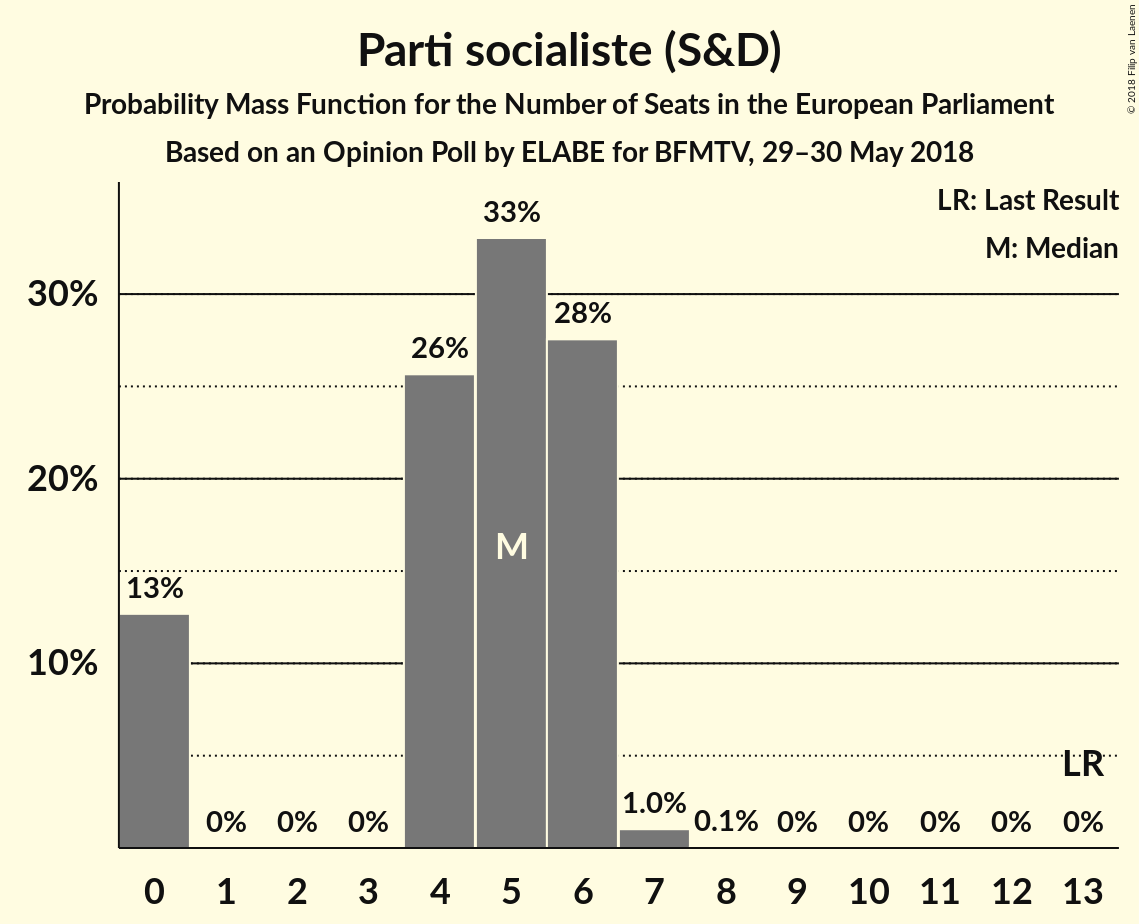 Parti socialiste (S&D)
Probability Mass Function for the Number of Seats in the European Parliament
Based on an Opinion Poll by ELABE for BFMTV, 29–30 May 2018
© 2018 Filip van Laenen
LR: Last Result
M: Median
33%
30%
28%
26%
20%
M
13%
10%
LR
1.0%
0.1%
0% 0% 0% 0% 0% 0% 0% 0%
0 1 2 3 4 5 6 7 8 9 10 11 12 13